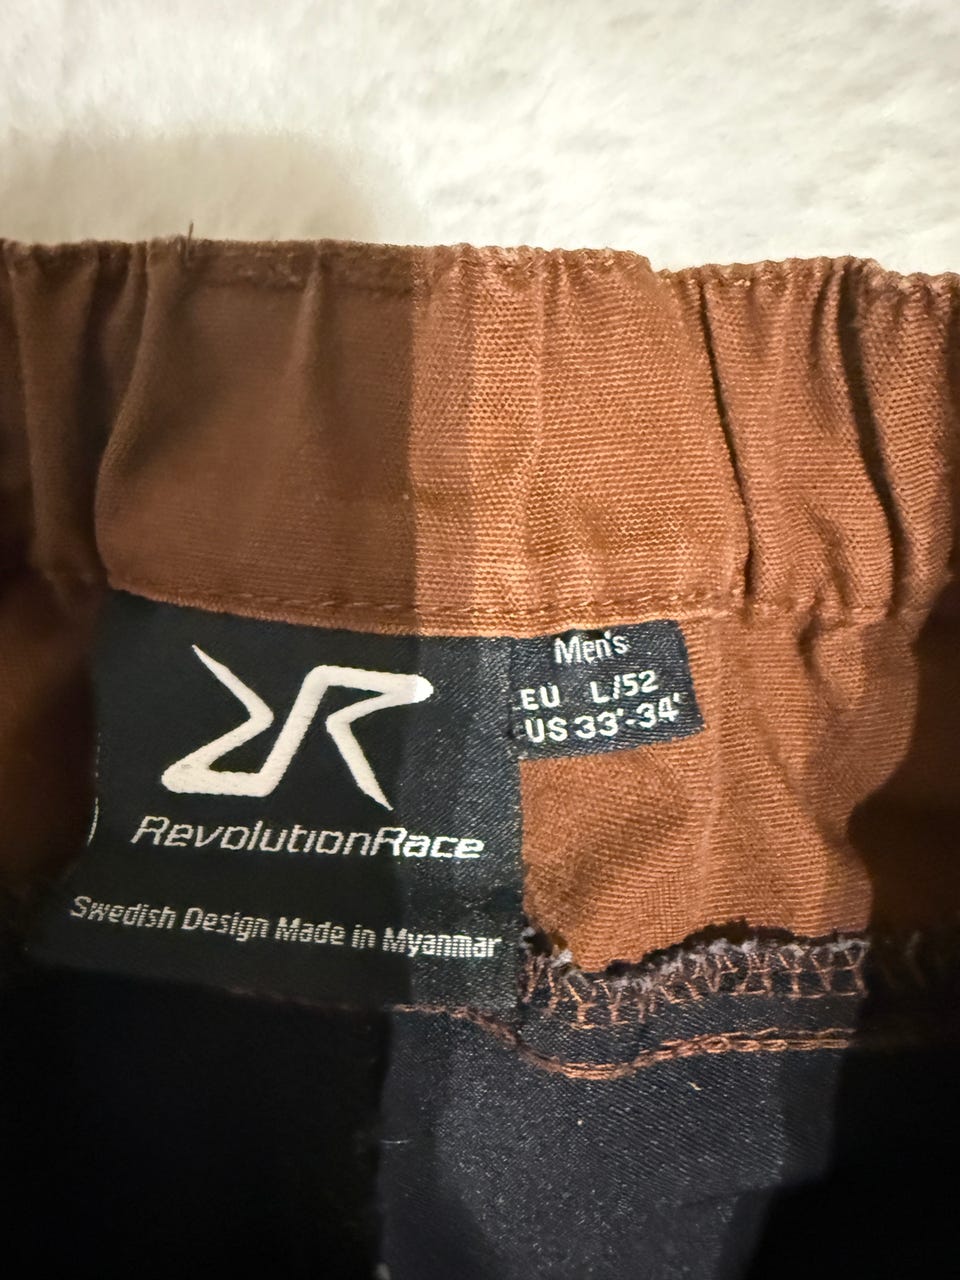 Men's
EU L/52
US 33'-34'
RevolutionRace
Swedish Design Made in Myanmar